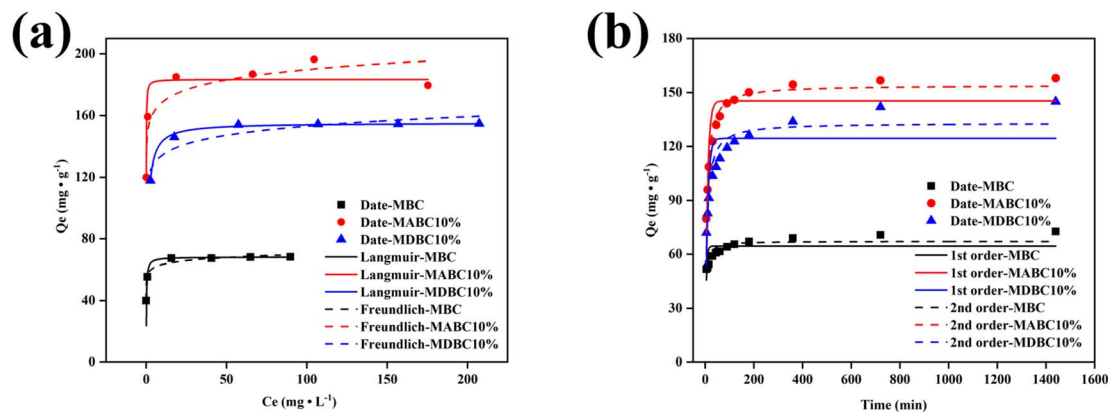 (a)
Qe (mg • g⁻¹)
200
160
120
80
40
0
Date-MBC
Date-MABC10%
Date-MDBC10%
Langmuir-MBC
Langmuir-MABC10%
Langmuir-MDBC10%
Freundlich-MBC
Freundlich-MABC10%
Freundlich-MDBC10%
0 50 100 150 200
Ce (mg • L⁻¹)
(b)
Qe (mg • g⁻¹)
180
150
120
90
60
30
0
Date-MBC
Date-MABC10%
Date-MDBC10%
1st order-MBC
1st order-MABC10%
1st order-MDBC10%
2nd order-MBC
2nd order-MABC10%
2nd order-MDBC10%
0 200 400 600 800 1000 1200 1400 1600
Time (min)